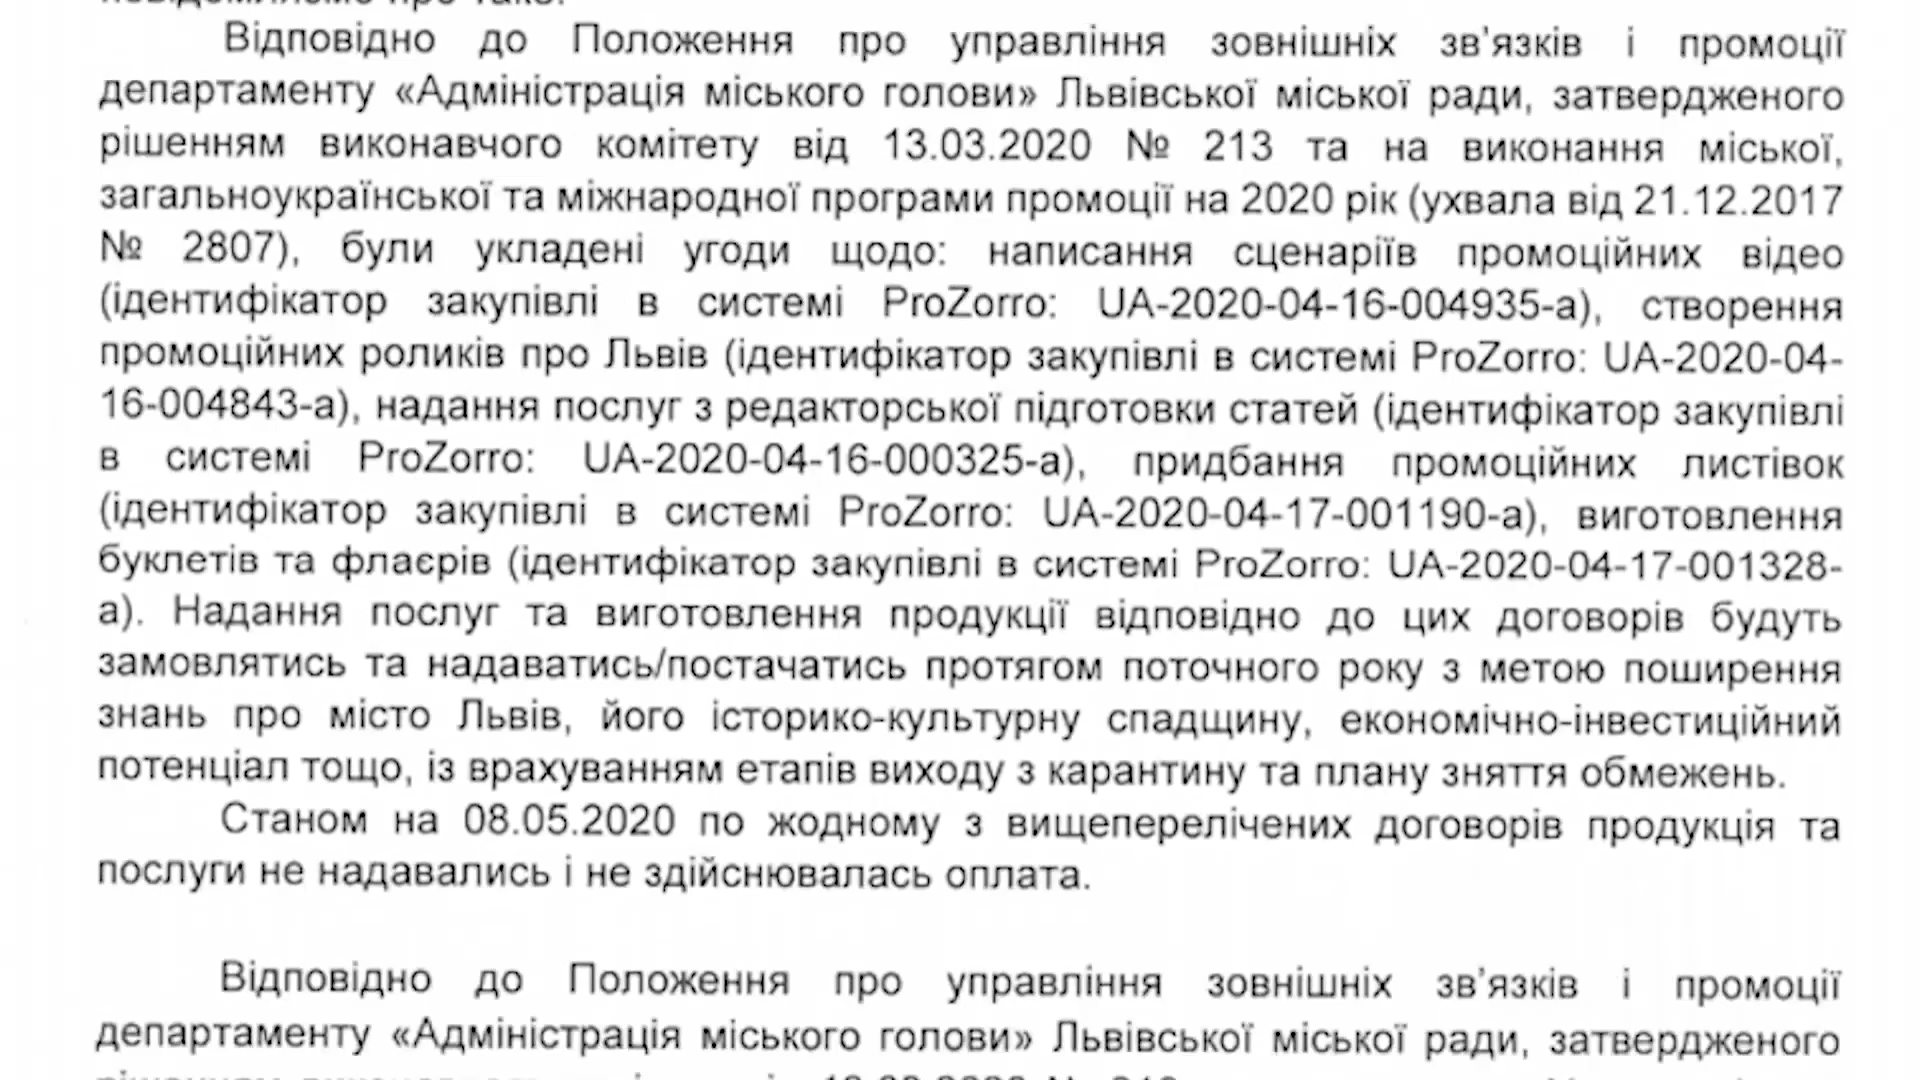 Відповідно до Положення про управління зовнішніх зв'язків і промоції
департаменту «Адміністрація міського голови» Львівської міської ради, затвердженого
рішенням виконавчого комітету від 13.03.2020 № 213 та на виконання міської,
загальноукраїнської та міжнародної програми промоції на 2020 рік (ухвала від 21.12.2017
№ 2807), були укладені угоди щодо: написання сценаріїв промоційних відео
(ідентифікатор закупівлі в системі ProZorro: UA-2020-04-16-004935-a), створення
промоційних роликів про Львів (ідентифікатор закупівлі в системі ProZorro: UA-2020-04-
16-004843-a), надання послуг з редакторської підготовки статей (ідентифікатор закупівлі
в системі ProZorro: UA-2020-04-16-000325-a), придбання промоційних листівок
(ідентифікатор закупівлі в системі ProZorro: UA-2020-04-17-001190-a), виготовлення
буклетів та флаєрів (ідентифікатор закупівлі в системі ProZorro: UA-2020-04-17-001328-
a). Надання послуг та виготовлення продукції відповідно до цих договорів будуть
замовлятись та надаватись/постачатись протягом поточного року з метою поширення
знань про місто Львів, його історико-культурну спадщину, економічно-інвестиційний
потенціал тощо, із врахуванням етапів виходу з карантину та плану зняття обмежень.
Станом на 08.05.2020 по жодному з вищеперелічених договорів продукція та
послуги не надавались і не здійснювалась оплата.
Відповідно до Положення про управління зовнішніх зв'язків і промоції
департаменту «Адміністрація міського голови» Львівської міської ради, затвердженого